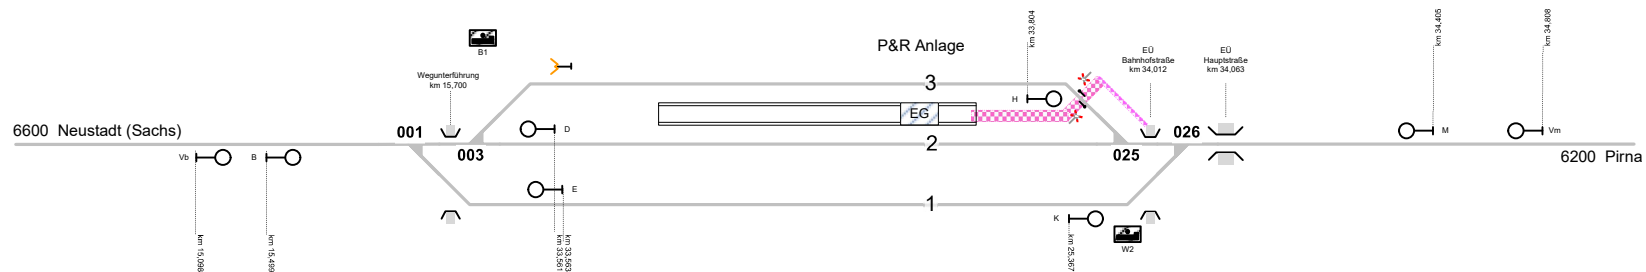 B1
P&R Anlage
km 33,804
EÜ
Bahnhofstraße
km 34,012
EÜ
Hauptstraße
km 34,063
km 34,405
km 34,808
Wegunterführung
km 15,700
3
H
EG
6600 Neustadt (Sachs)
001
D
026
M
Vm
2
003
025
Vb
B
6200 Pirna
E
1
K
W2
km 15,098
km 15,499
km 33,561
km 33,563
km 25,367